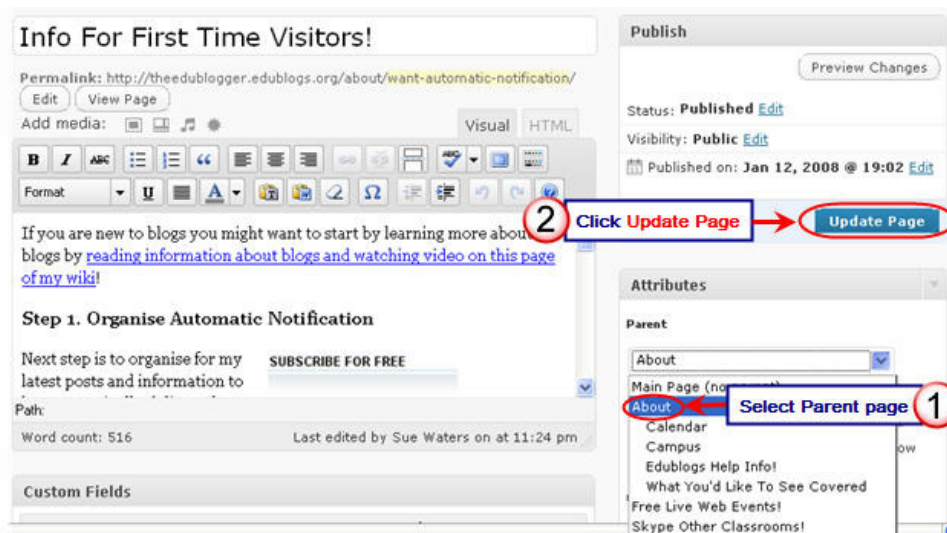 Info For First Time Visitors!
Permalink: http://theedublogger.edublogs.org/about/want-automatic-notification/
Edit View Page
Add media:
Visual HTML
B I ABC
ABC
Format U A Ω
If you are new to blogs you might want to start by learning more about
blogs by reading information about blogs and watching video on this page
of my wiki!
Step 1. Organise Automatic Notification
Next step is to organise for my
latest posts and information to
SUBSCRIBE FOR FREE
Path:
Word count: 516
Last edited by Sue Waters on at 11:24 pm
Custom Fields
Publish
Preview Changes
Status: Published Edit
Visibility: Public Edit
Published on: Jan 12, 2008 @ 19:02 Edit
2 Click Update Page
Update Page
Attributes
Parent
About
Main Page (no parent)
About
Select Parent page 1
Calendar
Campus
Edublogs Help Info!
What You'd Like To See Covered
Free Live Web Events!
Skype Other Classrooms!